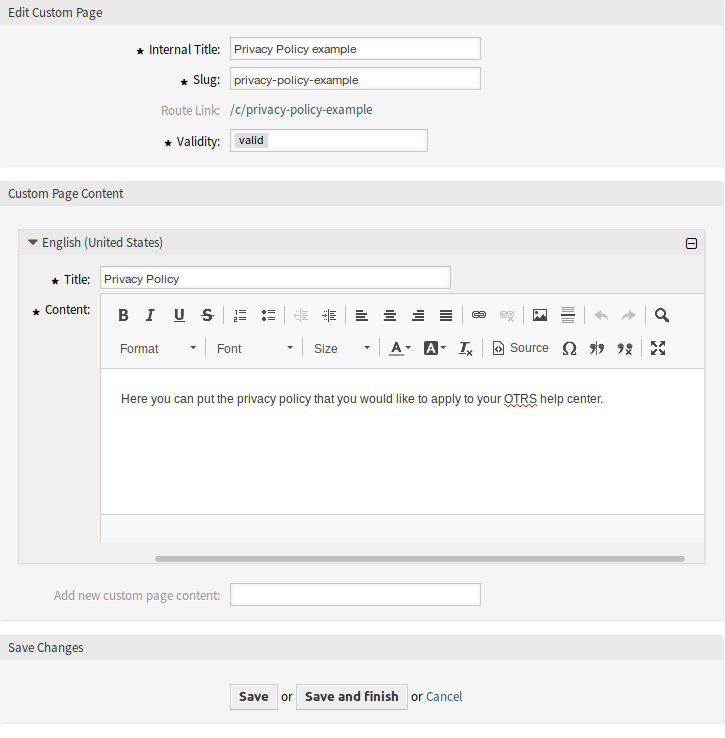 Edit Custom Page
★ Internal Title: Privacy Policy example
★ Slug: privacy-policy-example
Route Link: /c/privacy-policy-example
★ Validity: valid
Custom Page Content
English (United States)
★ Title: Privacy Policy
★ Content:
B I U S
Format Font Size A A Tx Source Ω
Here you can put the privacy policy that you would like to apply to your OTRS help center.
Add new custom page content:
Save Changes
Save or Save and finish or Cancel